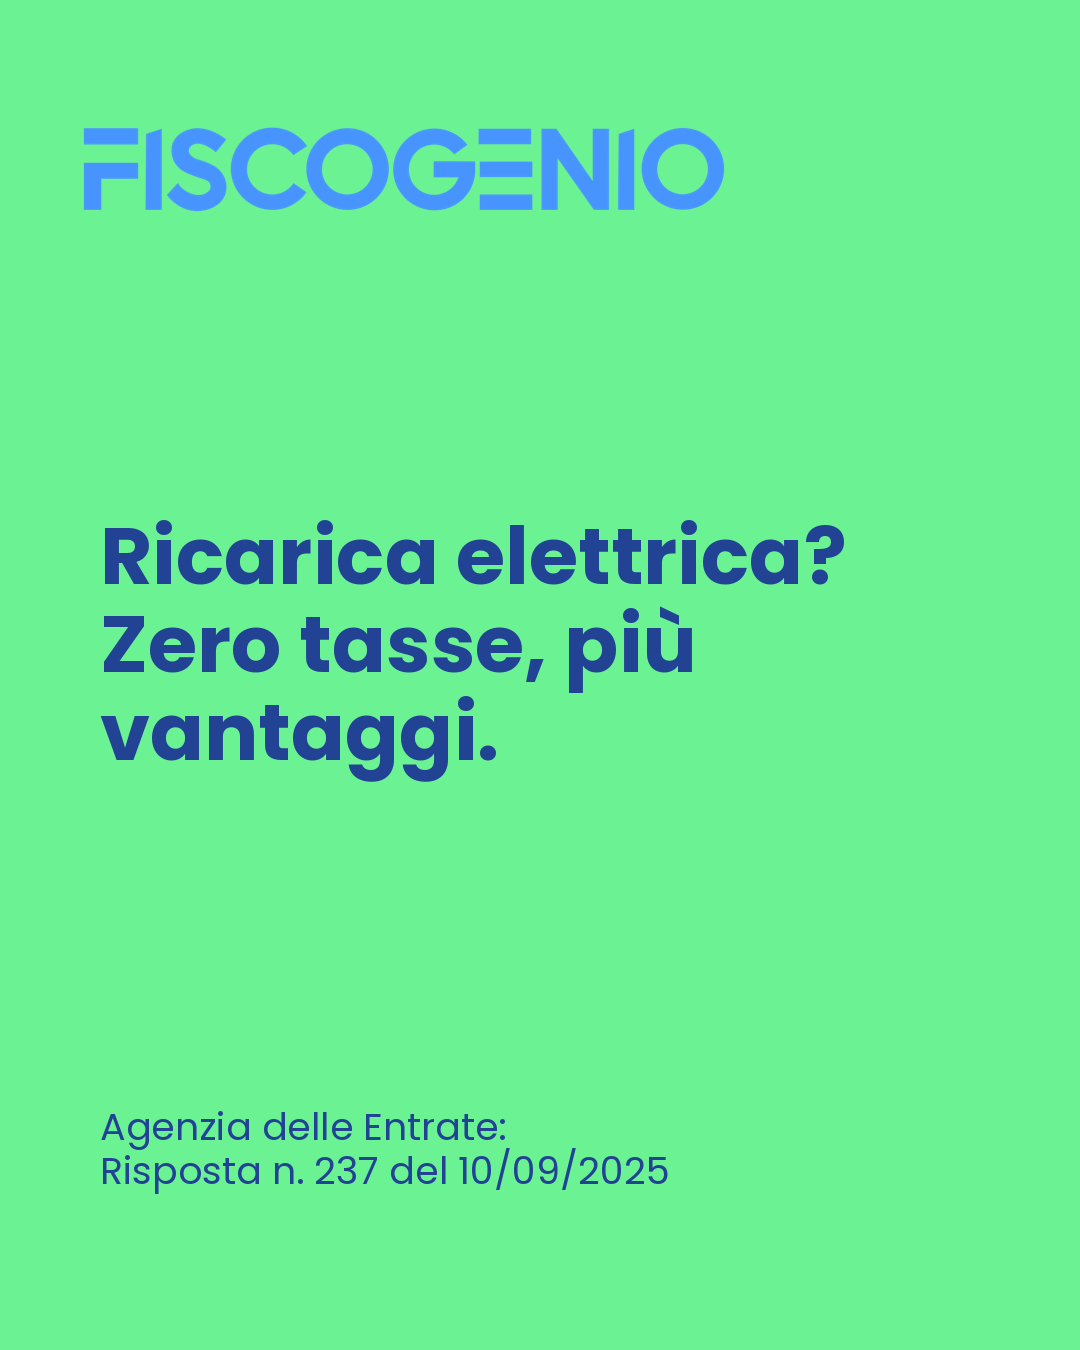 FISCOGENIO
Ricarica elettrica?
Zero tasse, più
vantaggi.
Agenzia delle Entrate:
Risposta n. 237 del 10/09/2025